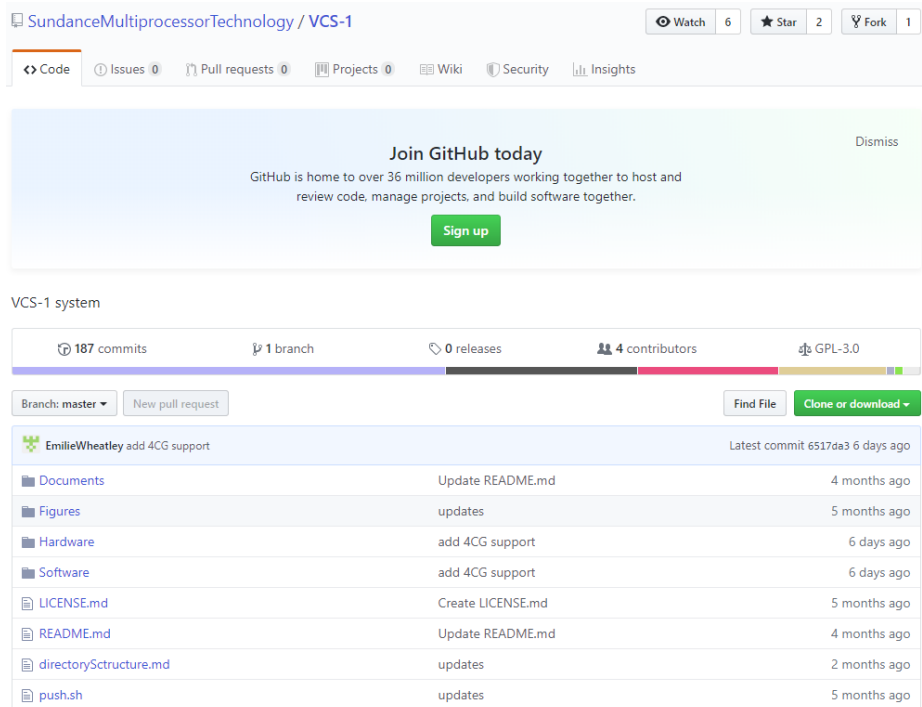 SundanceMultiprocessorTechnology / VCS-1
Watch 6 Star 2 Fork 1
Code Issues 0 Pull requests 0 Projects 0 Wiki Security Insights
Dismiss
Join GitHub today
GitHub is home to over 36 million developers working together to host and
review code, manage projects, and build software together.
Sign up
VCS-1 system
187 commits 1 branch 0 releases 4 contributors GPL-3.0
Branch: master New pull request Find File Clone or download
EmilieWheatley add 4CG support Latest commit 6517da3 6 days ago
Documents Update README.md 4 months ago
Figures updates 5 months ago
Hardware add 4CG support 6 days ago
Software add 4CG support 6 days ago
LICENSE.md Create LICENSE.md 5 months ago
README.md Update README.md 4 months ago
directorySctructure.md updates 2 months ago
push.sh updates 5 months ago